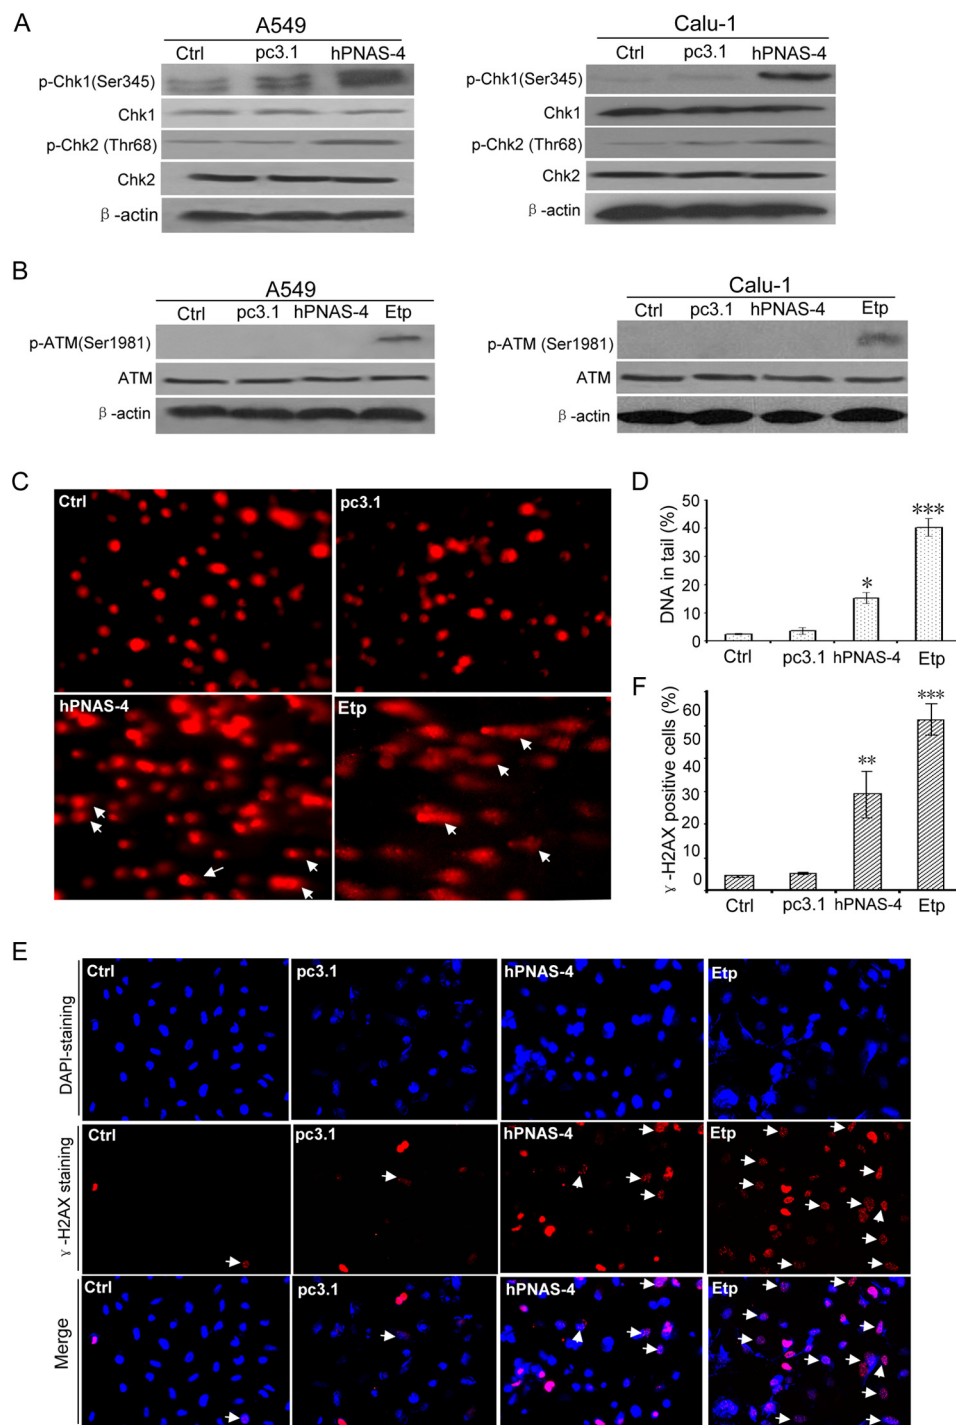 A
A549
Ctrl pc3.1 hPNAS-4
p-Chk1(Ser345)
Chk1
p-Chk2 (Thr68)
Chk2
β-actin
Calu-1
Ctrl pc3.1 hPNAS-4
p-Chk1(Ser345)
Chk1
p-Chk2 (Thr68)
Chk2
β-actin
B
A549
Ctrl pc3.1 hPNAS-4 Etp
p-ATM(Ser1981)
ATM
β-actin
Calu-1
Ctrl pc3.1 hPNAS-4 Etp
p-ATM (Ser1981)
ATM
β-actin
C
Ctrl pc3.1
hPNAS-4 Etp
D
DNA in tail (%)
50
40
30
20
10
0
* ***
Ctrl pc3.1 hPNAS-4 Etp
F
γ-H2AX positive cells (%)
60
50
40
30
20
10
0
** ***
Ctrl pc3.1 hPNAS-4 Etp
E
DAPI-staining
Ctrl pc3.1 hPNAS-4 Etp
γ-H2AX staining
Ctrl pc3.1 hPNAS-4 Etp
Merge
Ctrl pc3.1 hPNAS-4 Etp